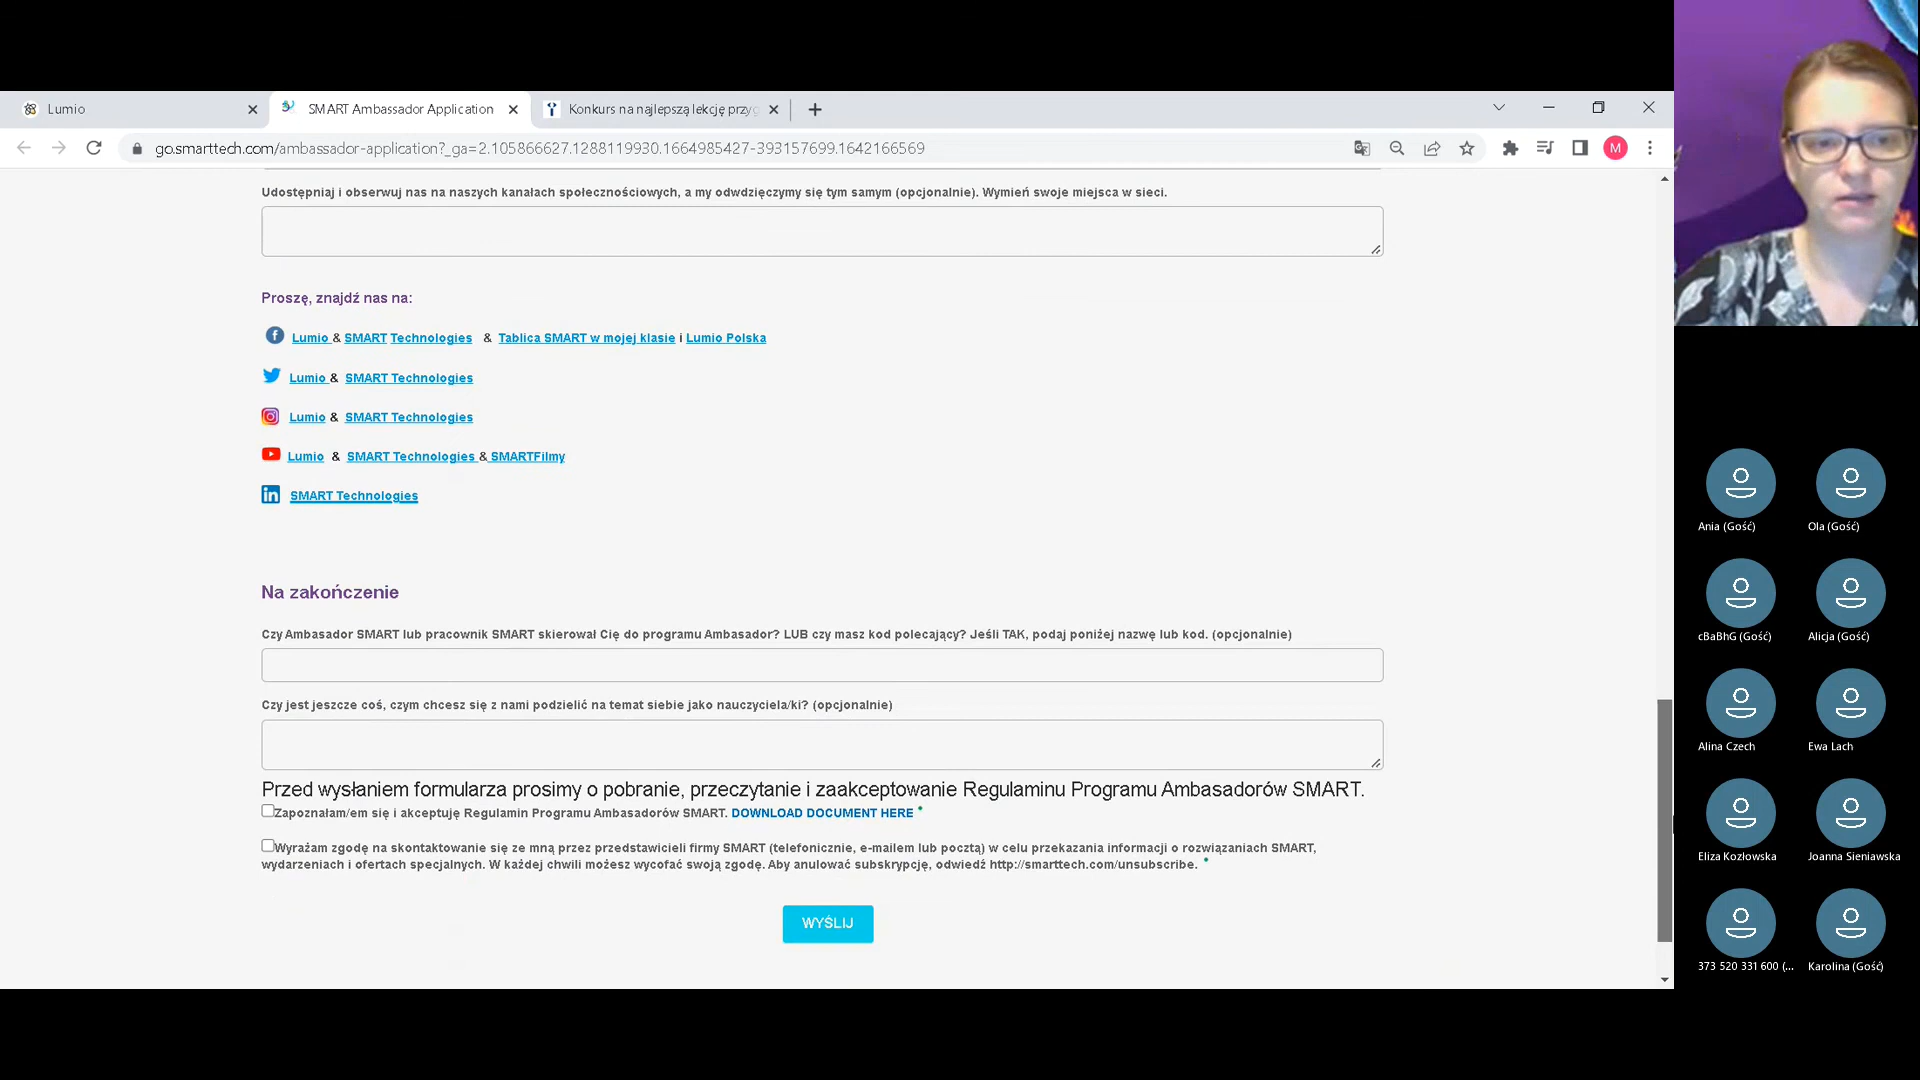 Lumio
SMART Ambassador Application
Konkurs na najlepszą lekcję przyg
go.smarttech.com/ambassador-application?_ga=2.105866627.1288119930.1664985427-393157699.1642166569
M
Udostępniaj i obserwuj nas na naszych kanałach społecznościowych, a my odwdzięczymy się tym samym (opcjonalnie). Wymień swoje miejsca w sieci.
Proszę, znajdź nas na:
Lumio & SMART Technologies & Tablica SMART w mojej klasie i Lumio Polska
Lumio & SMART Technologies
Lumio & SMART Technologies
Lumio & SMART Technologies & SMARTFilmy
in SMART Technologies
Na zakończenie
Czy Ambasador SMART lub pracownik SMART skierował Cię do programu Ambasador? LUB czy masz kod polecający? Jeśli TAK, podaj poniżej nazwę lub kod. (opcjonalnie)
Czy jest jeszcze coś, czym chcesz się z nami podzielić na temat siebie jako nauczyciela/ki? (opcjonalnie)
Przed wysłaniem formularza prosimy o pobranie, przeczytanie i zaakceptowanie Regulaminu Programu Ambasadorów SMART.
Zapoznałam/em się i akceptuję Regulamin Programu Ambasadorów SMART. DOWNLOAD DOCUMENT HERE *
Wyrażam zgodę na skontaktowanie się ze mną przez przedstawicieli firmy SMART (telefonicznie, e-mailem lub pocztą) w celu przekazania informacji o rozwiązaniach SMART,
wydarzeniach i ofertach specjalnych. W każdej chwili możesz wycofać swoją zgodę. Aby anulować subskrypcję, odwiedź http://smarttech.com/unsubscribe. *
WYŚLIJ
Ania (Gość)
Ola (Gość)
cBaBhG (Gość)
Alicja (Gość)
Alina Czech
Ewa Lach
Eliza Kozłowska
Joanna Sieniawska
373 520 331 600 (...
Karolina (Gość)